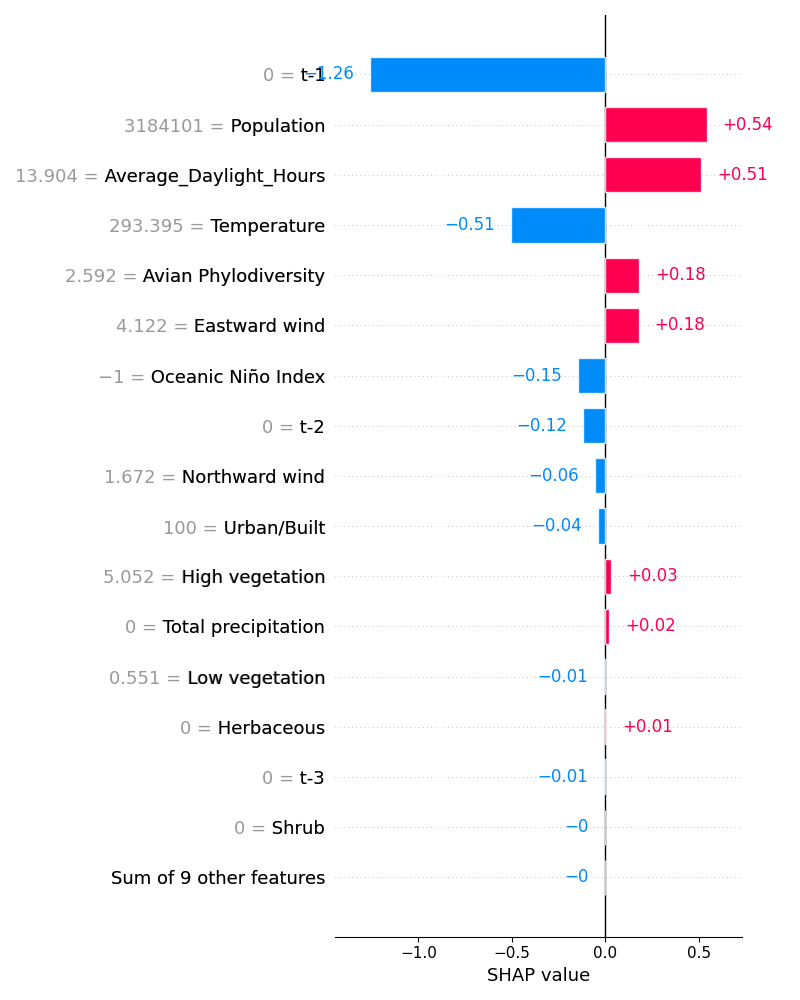 0 = t-1 −1.26
3184101 = Population +0.54
13.904 = Average_Daylight_Hours +0.51
293.395 = Temperature −0.51
2.592 = Avian Phylodiversity +0.18
4.122 = Eastward wind +0.18
−1 = Oceanic Niño Index −0.15
0 = t-2 −0.12
1.672 = Northward wind −0.06
100 = Urban/Built −0.04
5.052 = High vegetation +0.03
0 = Total precipitation +0.02
0.551 = Low vegetation −0.01
0 = Herbaceous +0.01
0 = t-3 −0.01
0 = Shrub −0
Sum of 9 other features −0
−1.0 −0.5 0.0 0.5
SHAP value